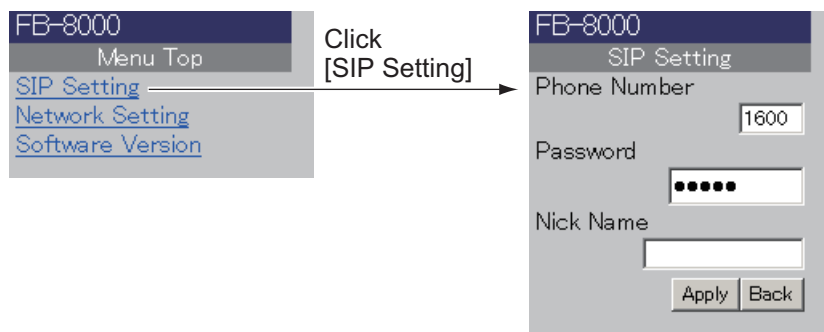 FB-8000
Menu Top
SIP Setting
Network Setting
Software Version
Click
[SIP Setting]
FB-8000
SIP Setting
Phone Number
1600
Password
●●●●●
Nick Name
Apply Back